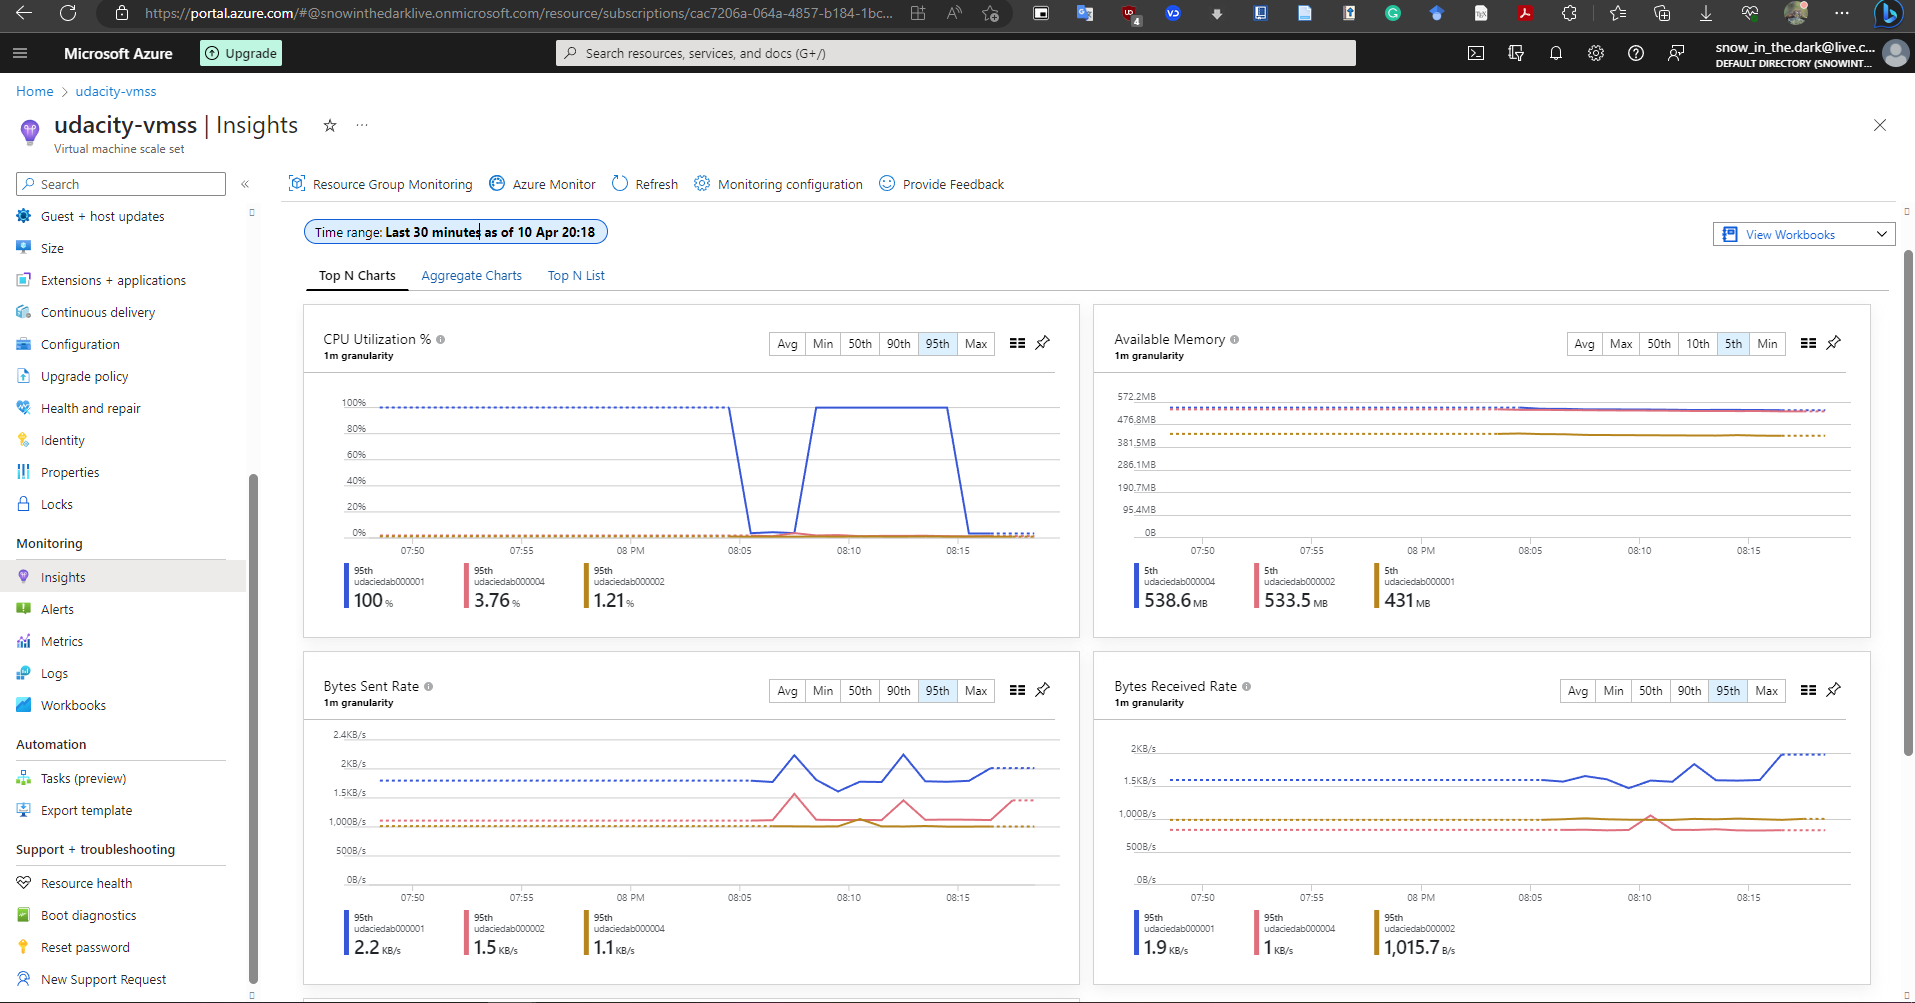 https://portal.azure.com/#@snowinthedarklive.onmicrosoft.com/resource/subscriptions/cac7206a-064a-4857-b184-1bc...
4
Microsoft Azure
Upgrade
Search resources, services, and docs (G+/)
snow_in_the.dark@live.c...
DEFAULT DIRECTORY (SNOWINT...
Home > udacity-vmss
udacity-vmss | Insights
Virtual machine scale set
Search
«
Guest + host updates
Size
Extensions + applications
Continuous delivery
Configuration
Upgrade policy
Health and repair
Identity
Properties
Locks
Monitoring
Insights
Alerts
Metrics
Logs
Workbooks
Automation
Tasks (preview)
Export template
Support + troubleshooting
Resource health
Boot diagnostics
Reset password
New Support Request
Resource Group Monitoring Azure Monitor Refresh Monitoring configuration Provide Feedback
Time range: Last 30 minutes as of 10 Apr 20:18
View Workbooks
Top N Charts Aggregate Charts Top N List
CPU Utilization %
1m granularity
Avg Min 50th 90th 95th Max
100%
80%
60%
40%
20%
0%
07:50 07:55 08 PM 08:05 08:10 08:15
95th 95th 95th
udaciedab000001 udaciedab000004 udaciedab000002
100 % 3.76 % 1.21 %
Available Memory
1m granularity
Avg Max 50th 10th 5th Min
572.2MB
476.8MB
381.5MB
286.1MB
190.7MB
95.4MB
0B
07:50 07:55 08 PM 08:05 08:10 08:15
5th 5th 5th
udaciedab000004 udaciedab000002 udaciedab000001
538.6 MB 533.5 MB 431 MB
Bytes Sent Rate
1m granularity
Avg Min 50th 90th 95th Max
2.4KB/s
2KB/s
1.5KB/s
1,000B/s
500B/s
0B/s
07:50 07:55 08 PM 08:05 08:10 08:15
95th 95th 95th
udaciedab000001 udaciedab000002 udaciedab000004
2.2 KB/s 1.5 KB/s 1.1 KB/s
Bytes Received Rate
1m granularity
Avg Min 50th 90th 95th Max
2KB/s
1.5KB/s
1,000B/s
500B/s
0B/s
07:50 07:55 08 PM 08:05 08:10 08:15
95th 95th 95th
udaciedab000001 udaciedab000004 udaciedab000002
1.9 KB/s 1 KB/s 1,015.7 B/s